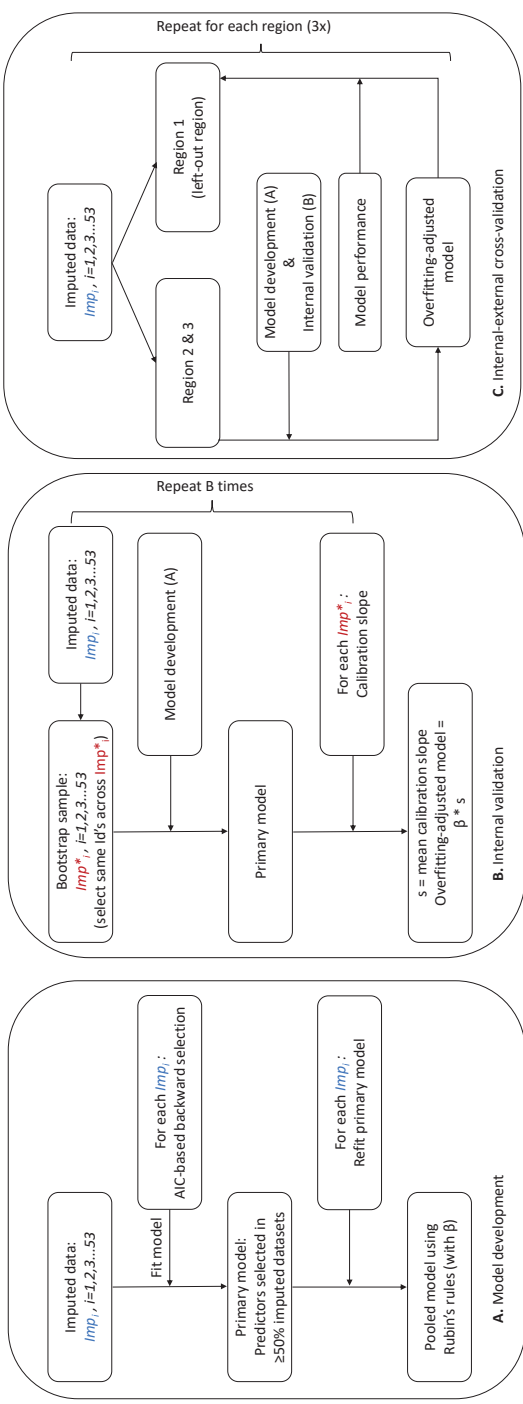 Imputed data:
Imp i , i=1,2,3...53
Fit model
For each Imp i :
AIC-based backward selection
Primary model:
Predictors selected in
≥50% imputed datasets
For each Imp i :
Refit primary model
Pooled model using
Rubin's rules (with β)
A. Model development
Bootstrap sample:
Imp* i , i=1,2,3...53
(select same Id's across Imp* i )
Imputed data:
Imp i , i=1,2,3...53
Model development (A)
Primary model
For each Imp* i :
Calibration slope
s = mean calibration slope
Overfitting-adjusted model =
β * s
Repeat B times
B. Internal validation
Imputed data:
Imp i , i=1,2,3...53
Region 2 & 3
Region 1
(left-out region)
Model development (A)
&
Internal validation (B)
Model performance
Overfitting-adjusted
model
Repeat for each region (3x)
C. Internal-external cross-validation